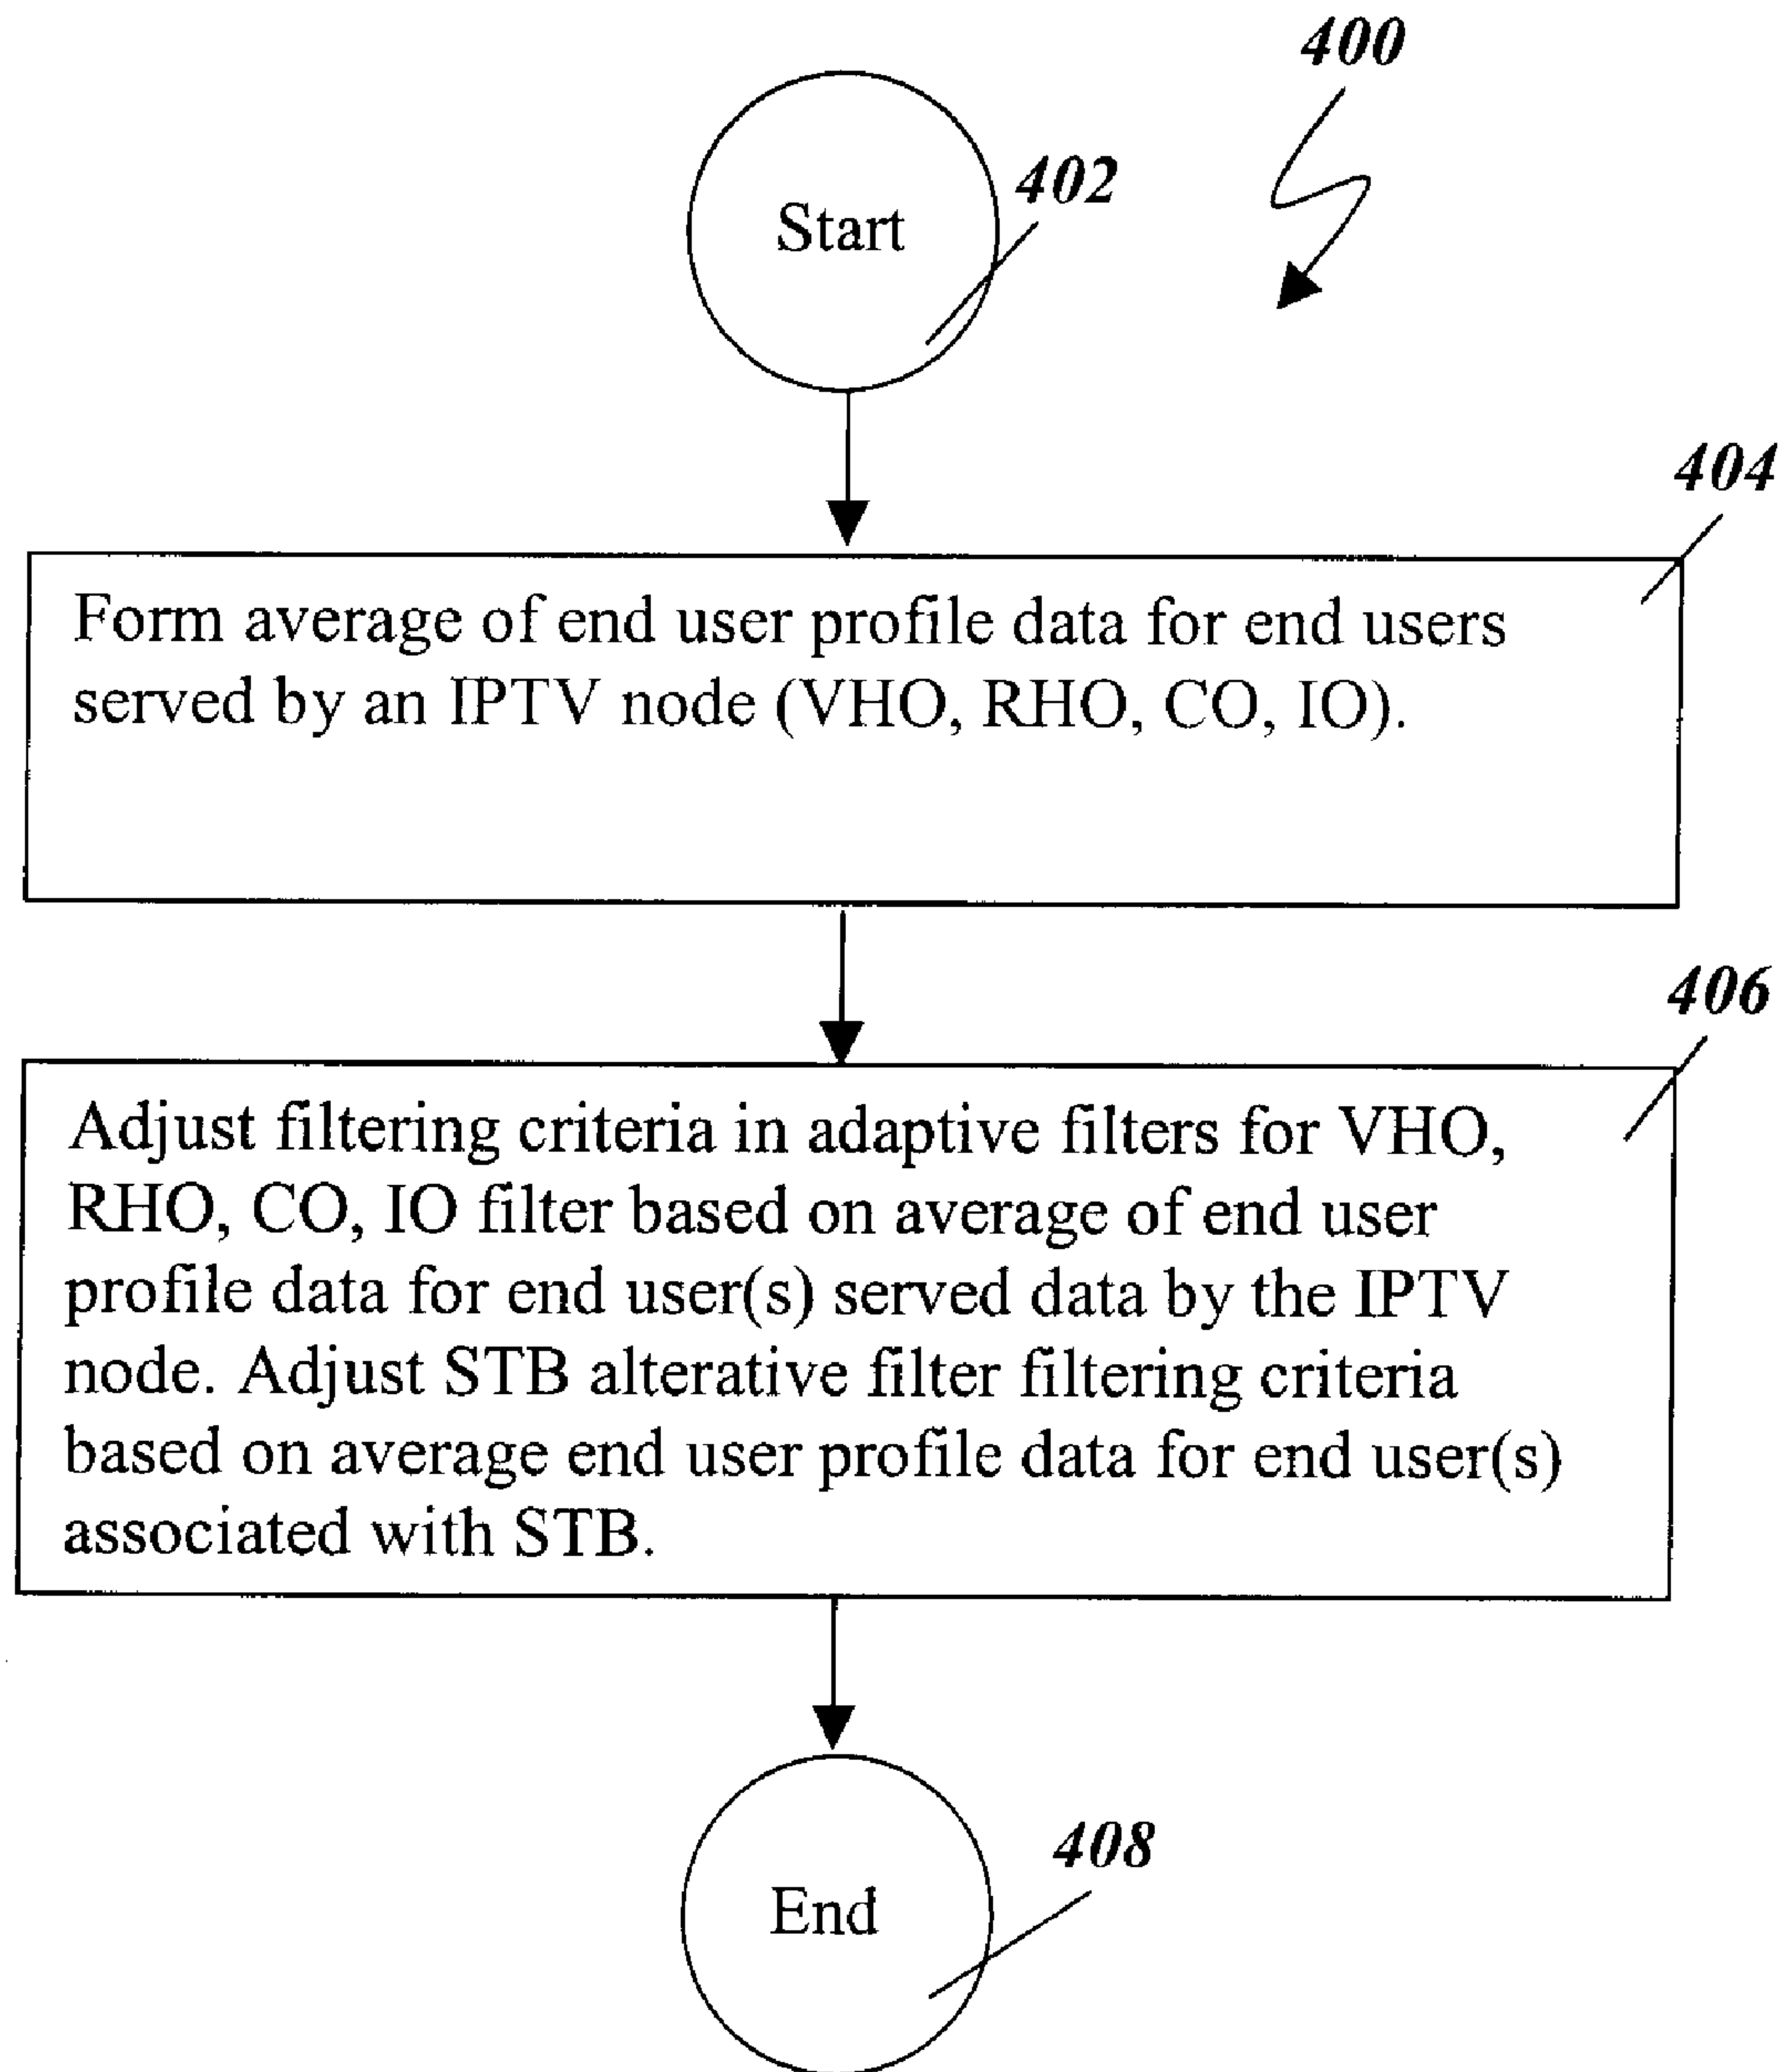 400
402
Start
404
Form average of end user profile data for end users
served by an IPTV node (VHO, RHO, CO, IO).
406
Adjust filtering criteria in adaptive filters for VHO,
RHO, CO, IO filter based on average of end user
profile data for end user(s) served data by the IPTV
node. Adjust STB alterative filter filtering criteria
based on average end user profile data for end user(s)
associated with STB.
408
End